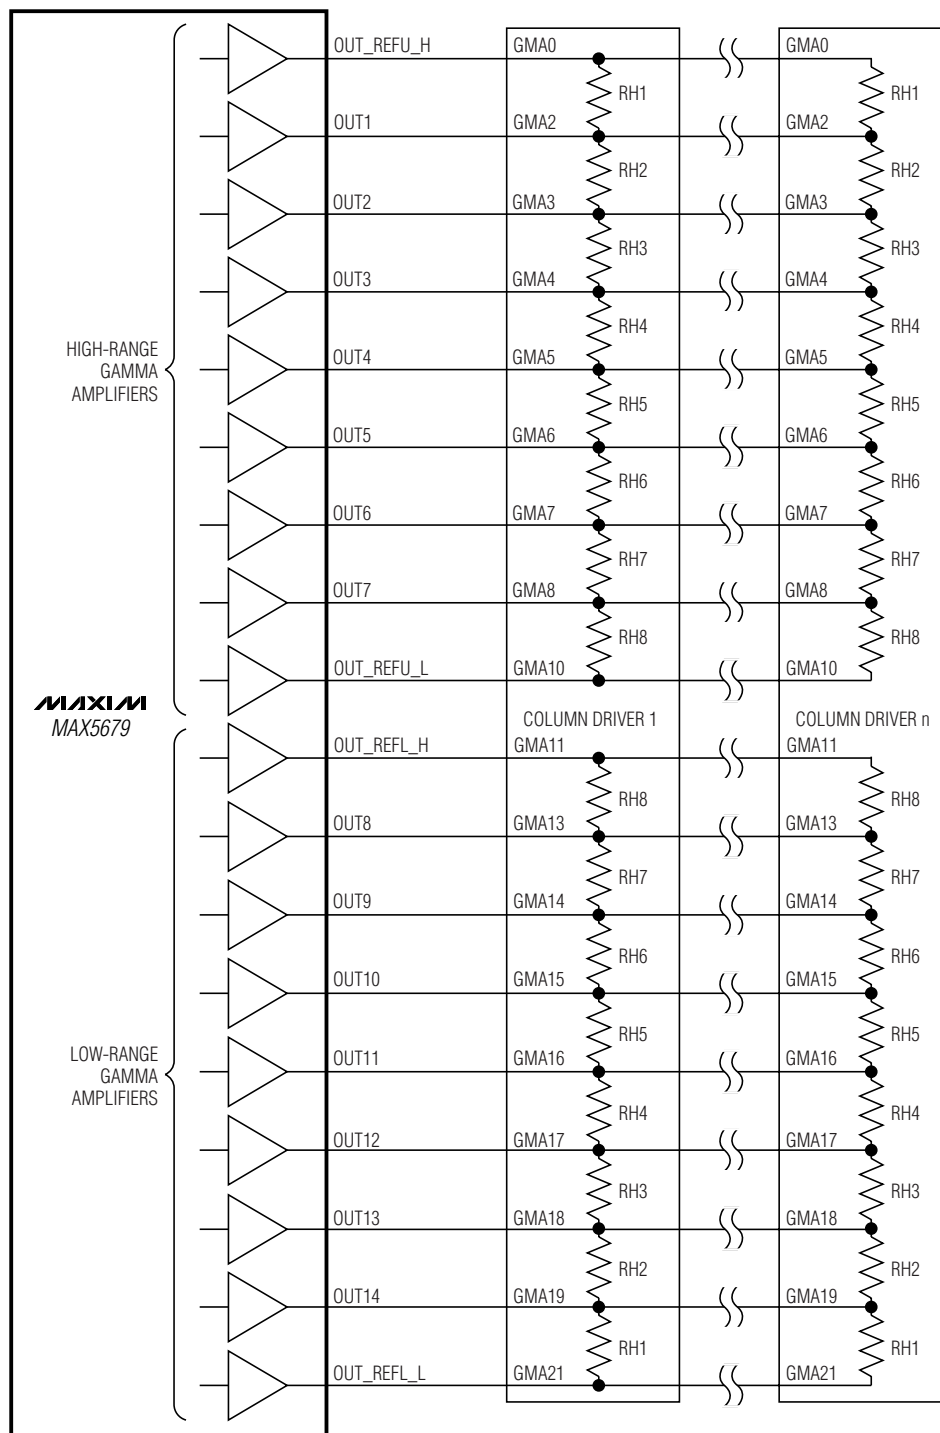 OUT_REFU_H GMA0 GMA0
RH1 RH1
OUT1 GMA2 GMA2
RH2 RH2
OUT2 GMA3 GMA3
RH3 RH3
OUT3 GMA4 GMA4
RH4 RH4
HIGH-RANGE
GAMMA
AMPLIFIERS
OUT4 GMA5 GMA5
RH5 RH5
OUT5 GMA6 GMA6
RH6 RH6
OUT6 GMA7 GMA7
RH7 RH7
OUT7 GMA8 GMA8
RH8 RH8
OUT_REFU_L GMA10 GMA10
MAXIM
MAX5679
COLUMN DRIVER 1 COLUMN DRIVER n
OUT_REFL_H GMA11 GMA11
RH8 RH8
OUT8 GMA13 GMA13
RH7 RH7
OUT9 GMA14 GMA14
RH6 RH6
OUT10 GMA15 GMA15
RH5 RH5
LOW-RANGE
GAMMA
AMPLIFIERS
OUT11 GMA16 GMA16
RH4 RH4
OUT12 GMA17 GMA17
RH3 RH3
OUT13 GMA18 GMA18
RH2 RH2
OUT14 GMA19 GMA19
RH1 RH1
OUT_REFL_L GMA21 GMA21